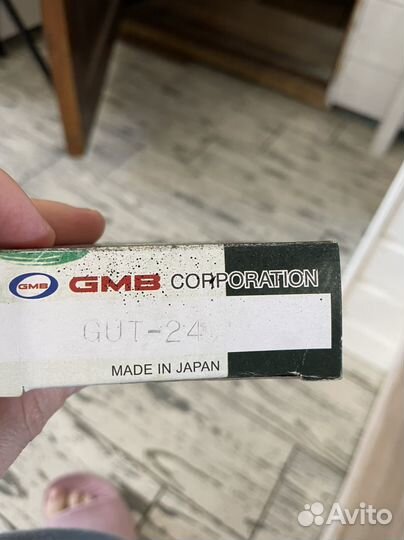 GMB GMB CORPORATION
GUT-24
MADE IN JAPAN
Avito